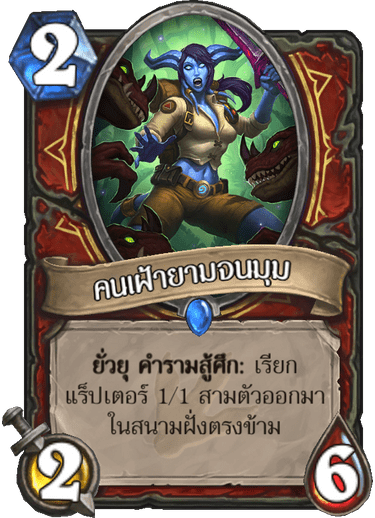 2
คนเฝ้ายามจนมุม
ยั่วยุ คำรามสู้ศึก: เรียก
แร็ปเตอร์ 1/1 สามตัวออกมา
ในสนามฝั่งตรงข้าม
2
6